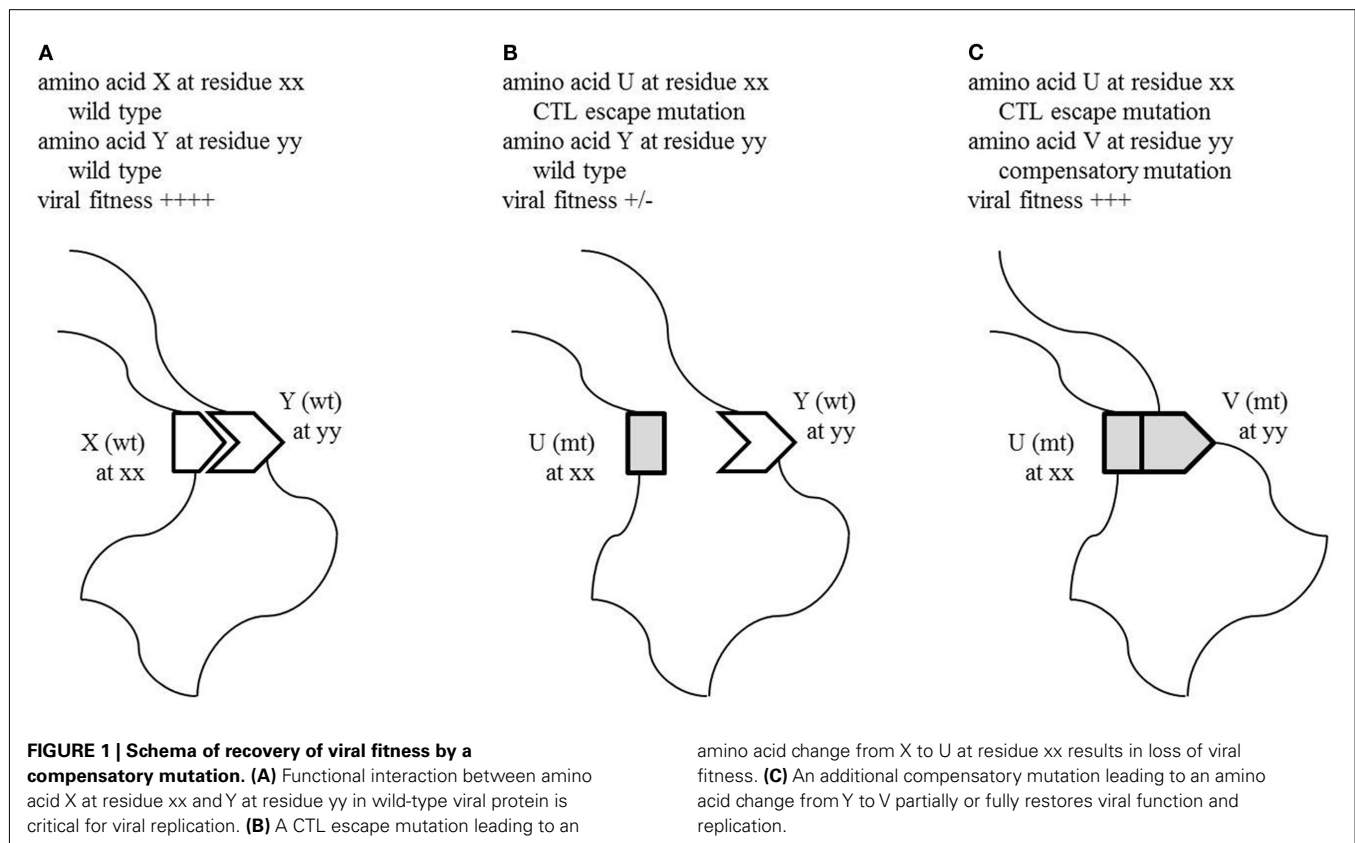 A
amino acid X at residue xx
wild type
amino acid Y at residue yy
wild type
viral fitness ++++
X (wt)
at xx
Y (wt)
at yy
B
amino acid U at residue xx
CTL escape mutation
amino acid Y at residue yy
wild type
viral fitness +/-
U (mt)
at xx
Y (wt)
at yy
C
amino acid U at residue xx
CTL escape mutation
amino acid V at residue yy
compensatory mutation
viral fitness +++
U (mt)
at xx
V (mt)
at yy
FIGURE 1 | Schema of recovery of viral fitness by a
compensatory mutation. (A) Functional interaction between amino
acid X at residue xx and Y at residue yy in wild-type viral protein is
critical for viral replication. (B) A CTL escape mutation leading to an
amino acid change from X to U at residue xx results in loss of viral
fitness. (C) An additional compensatory mutation leading to an amino
acid change from Y to V partially or fully restores viral function and
replication.